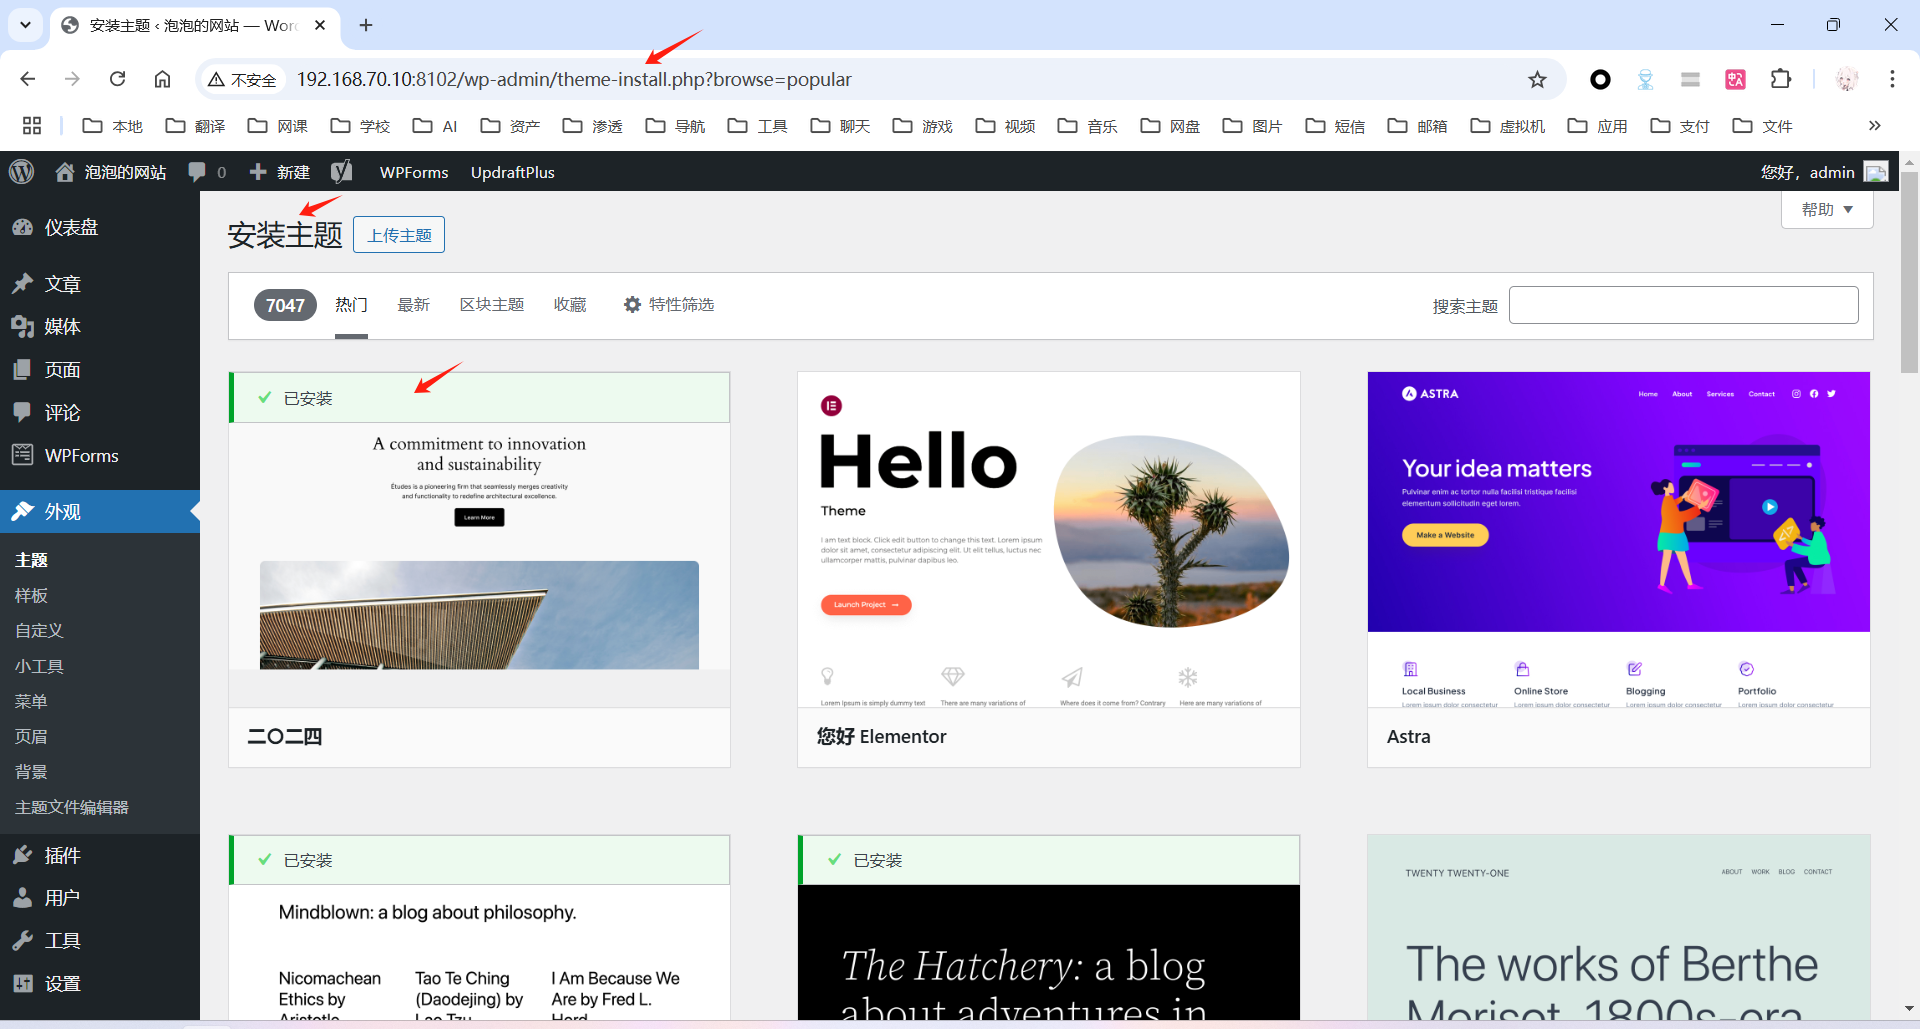 安装主题 ‹ 泡泡的网站 — Wor
不安全
192.168.70.10:8102/wp-admin/theme-install.php?browse=popular
本地 翻译 网课 学校 AI 资产 渗透 导航 工具 聊天 游戏 视频 音乐 网盘 图片 短信 邮箱 虚拟机 应用 支付 文件
泡泡的网站 0 新建 WPForms UpdraftPlus 您好，admin
仪表盘
文章
媒体
页面
评论
WPForms
外观
主题
样板
自定义
小工具
菜单
页眉
背景
主题文件编辑器
插件
用户
工具
设置
帮助
安装主题 上传主题
7047 热门 最新 区块主题 收藏 特性筛选 搜索主题
已安装
A commitment to innovation
and sustainability
Études is a pioneering firm that seamlessly merges creativity
and functionality to redefine architectural excellence.
Learn More
二〇二四
Hello
Theme
I am text block. Click edit button to change this text. Lorem ipsum
dolor sit amet, consectetur adipiscing elit. Ut elit tellus, luctus nec
ullamcorper mattis, pulvinar dapibus leo.
Launch Project →
Lorem Ipsum is simply dummy text There are many variations of Where does it come from? Contrary Here are many variations of
您好 Elementor
ASTRA
Home About Services Contact
Your idea matters
Pulvinar enim ac tortor nulla facilisi tristique facilisi
elementum sollicitudin eget lorem.
Make a Website
Local Business Online Store Blogging Portfolio
Lorem ipsum dolor consectetur Lorem ipsum dolor consectetur Lorem ipsum dolor consectetur Lorem ipsum dolor consectetur
Astra
已安装
Mindblown: a blog about philosophy.
Nicomachean
Ethics by
Aristotle
Tao Te Ching
(Daodejing) by
Lao Tzu
I Am Because We
Are by Fred L.
Hord
已安装
The Hatchery: a blog
about adventures in
TWENTY TWENTY-ONE
ABOUT WORK BLOG CONTACT
The works of Berthe
Morisot, 1800s-era